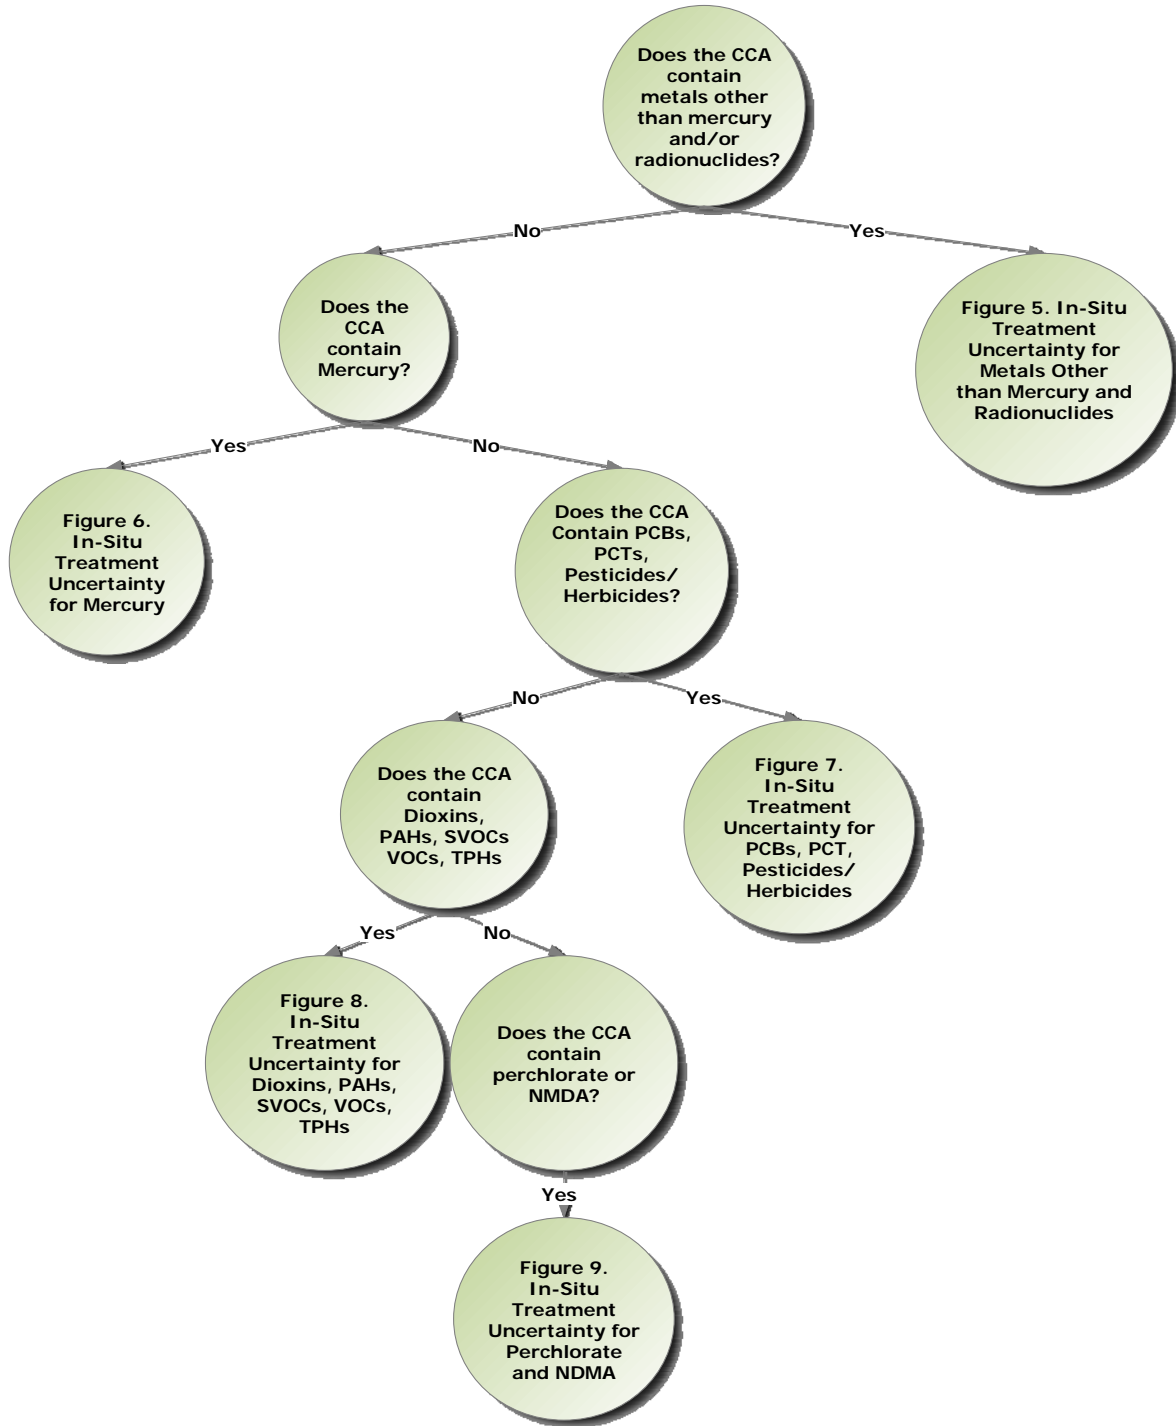 Does the CCA
contain
metals other
than mercury
and/or
radionuclides?
No
Yes
Does the
CCA
contain
Mercury?
Figure 5. In-Situ
Treatment
Uncertainty for
Metals Other
than Mercury and
Radionuclides
Yes
No
Figure 6.
In-Situ
Treatment
Uncertainty
for Mercury
Does the CCA
Contain PCBs,
PCTs,
Pesticides/
Herbicides?
No
Yes
Does the CCA
contain
Dioxins,
PAHs, SVOCs
VOCs, TPHs
Figure 7.
In-Situ
Treatment
Uncertainty for
PCBs, PCT,
Pesticides/
Herbicides
Yes
No
Figure 8.
In-Situ
Treatment
Uncertainty for
Dioxins, PAHs,
SVOCs, VOCs,
TPHs
Does the CCA
contain
perchlorate or
NMDA?
Yes
Figure 9.
In-Situ
Treatment
Uncertainty for
Perchlorate
and NDMA